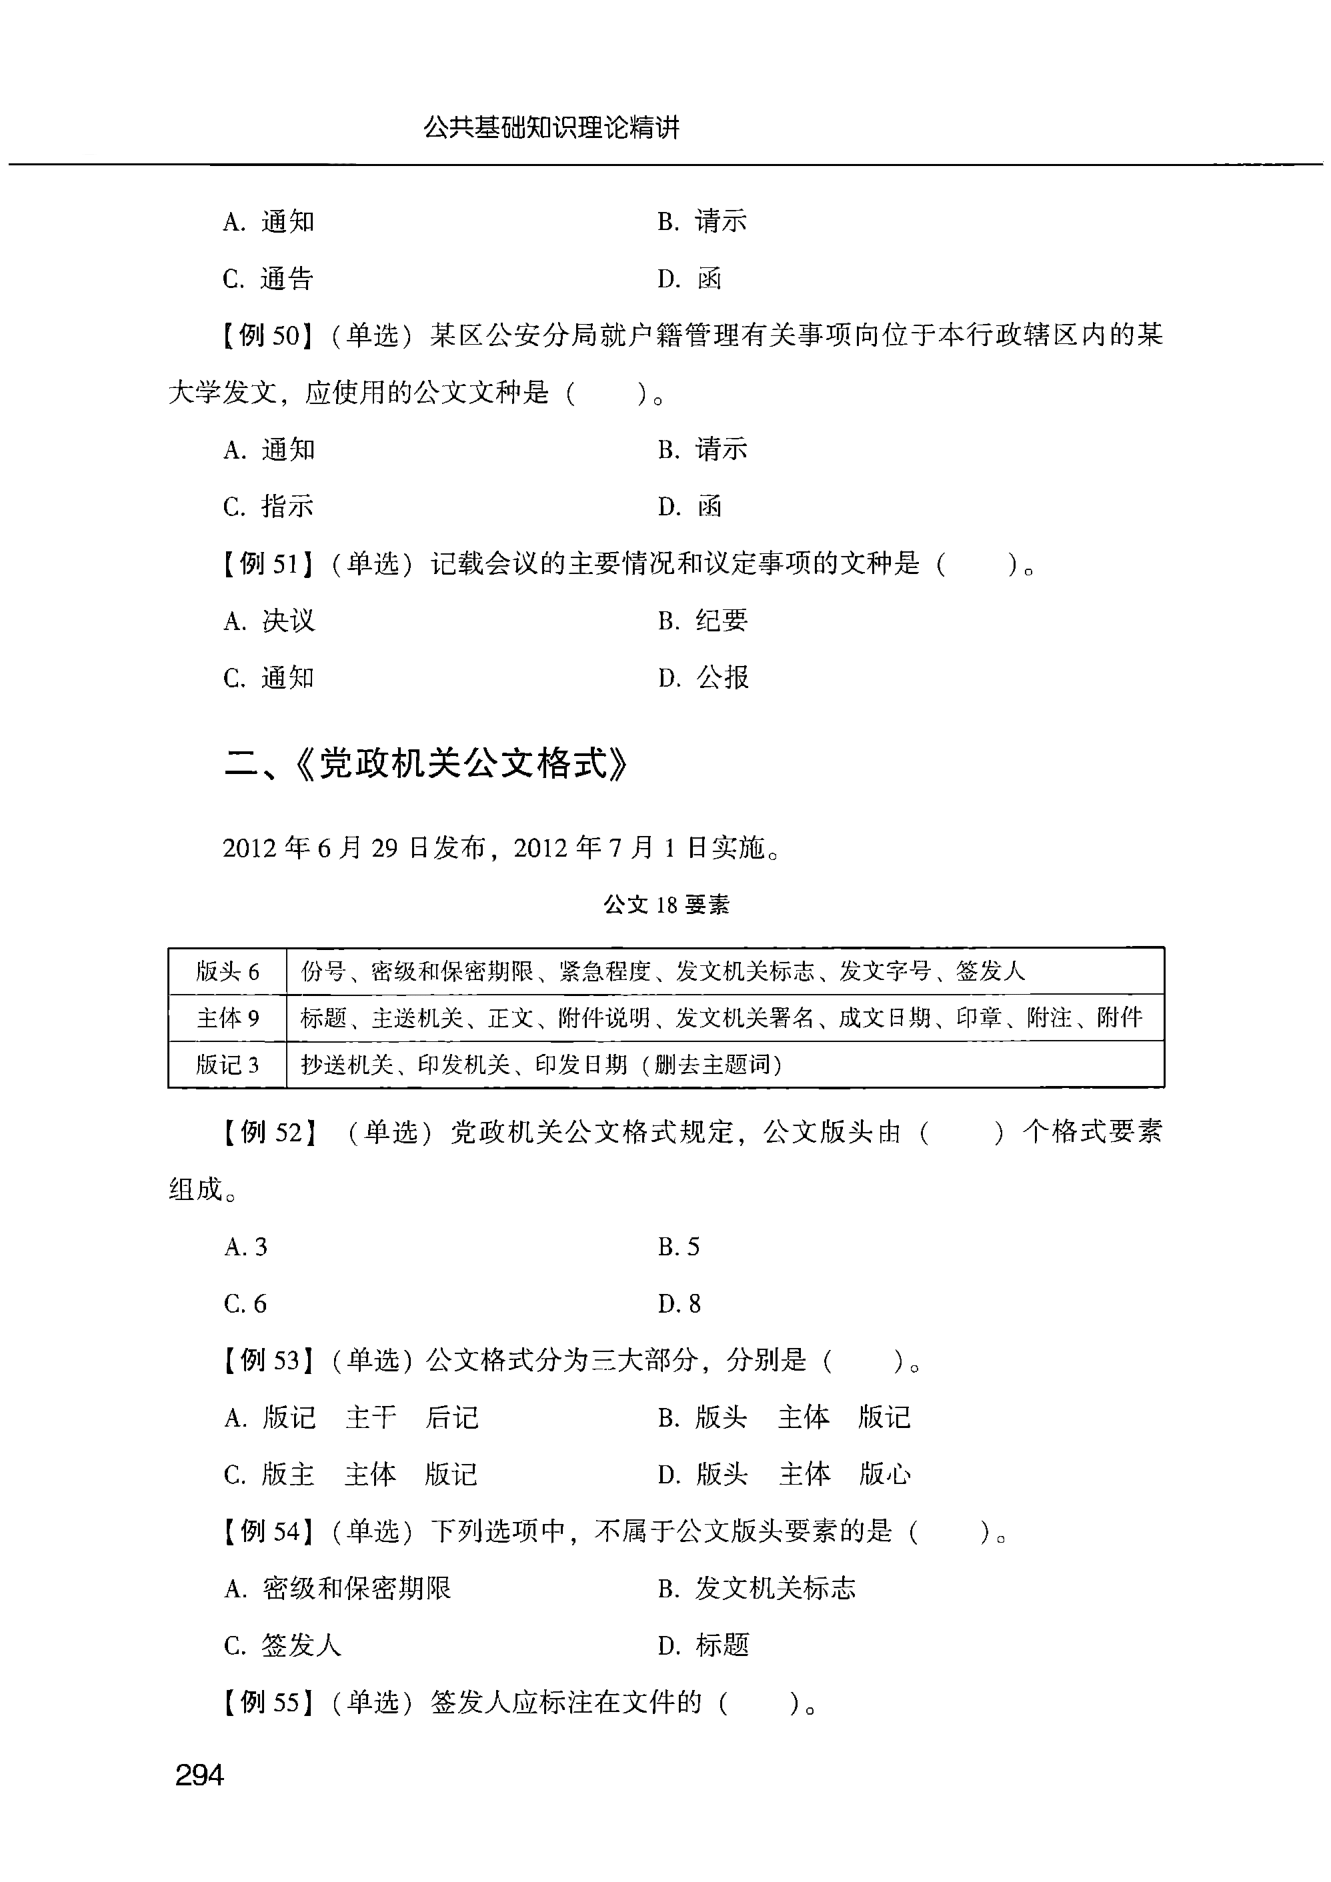 公共基础知识理论精讲
A. 通知 B. 请示
C. 通告 D. 函
【例 50】(单选) 某区公安分局就户籍管理有关事项向位于本行政辖区内的某
大学发文，应使用的公文文种是（　　）。
A. 通知 B. 请示
C. 指示 D. 函
【例 51】(单选) 记载会议的主要情况和议定事项的文种是（　　）。
A. 决议 B. 纪要
C. 通知 D. 公报
二、《党政机关公文格式》
2012 年 6 月 29 日发布，2012 年 7 月 1 日实施。
公文 18 要素
版头 6 份号、密级和保密期限、紧急程度、发文机关标志、发文字号、签发人
主体 9 标题、主送机关、正文、附件说明、发文机关署名、成文日期、印章、附注、附件
版记 3 抄送机关、印发机关、印发日期（删去主题词）
【例 52】 (单选) 党政机关公文格式规定，公文版头由（　　）个格式要素
组成。
A. 3 B. 5
C. 6 D. 8
【例 53】(单选) 公文格式分为三大部分，分别是（　　）。
A. 版记　主干　后记 B. 版头　主体　版记
C. 版主　主体　版记 D. 版头　主体　版心
【例 54】(单选) 下列选项中，不属于公文版头要素的是（　　）。
A. 密级和保密期限 B. 发文机关标志
C. 签发人 D. 标题
【例 55】(单选) 签发人应标注在文件的（　　）。
294